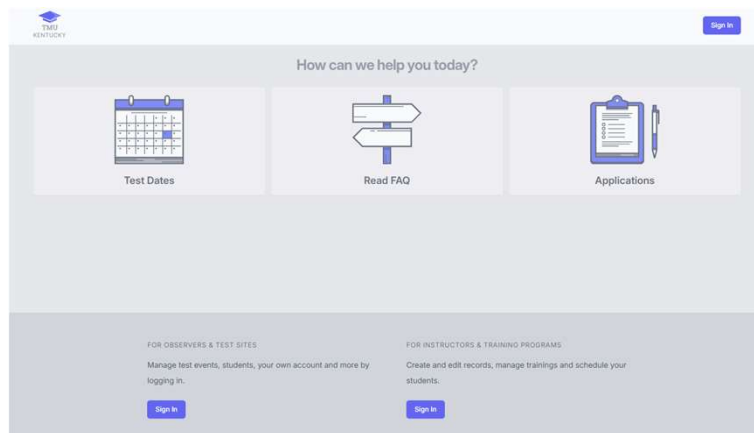 TMU
KENTUCKY
Sign In
How can we help you today?
Test Dates
Read FAQ
Applications
FOR OBSERVERS & TEST SITES
Manage test events, students, your own account and more by
logging in.
Sign In
FOR INSTRUCTORS & TRAINING PROGRAMS
Create and edit records, manage trainings and schedule your
students.
Sign In